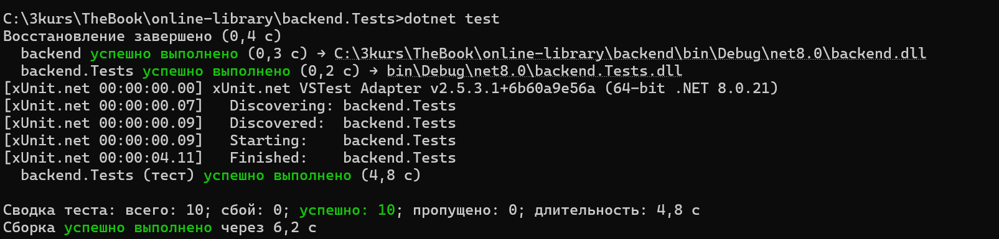 C:\3kurs\TheBook\online-library\backend.Tests>dotnet test
Восстановление завершено (0,4 с)
  backend успешно выполнено (0,3 с) → C:\3kurs\TheBook\online-library\backend\bin\Debug\net8.0\backend.dll
  backend.Tests успешно выполнено (0,2 с) → bin\Debug\net8.0\backend.Tests.dll
[xUnit.net 00:00:00.00] xUnit.net VSTest Adapter v2.5.3.1+6b60a9e56a (64-bit .NET 8.0.21)
[xUnit.net 00:00:00.07]   Discovering: backend.Tests
[xUnit.net 00:00:00.09]   Discovered:  backend.Tests
[xUnit.net 00:00:00.09]   Starting:    backend.Tests
[xUnit.net 00:00:04.11]   Finished:    backend.Tests
  backend.Tests (тест) успешно выполнено (4,8 с)

Сводка теста: всего: 10; сбой: 0; успешно: 10; пропущено: 0; длительность: 4,8 с
Сборка успешно выполнено через 6,2 с